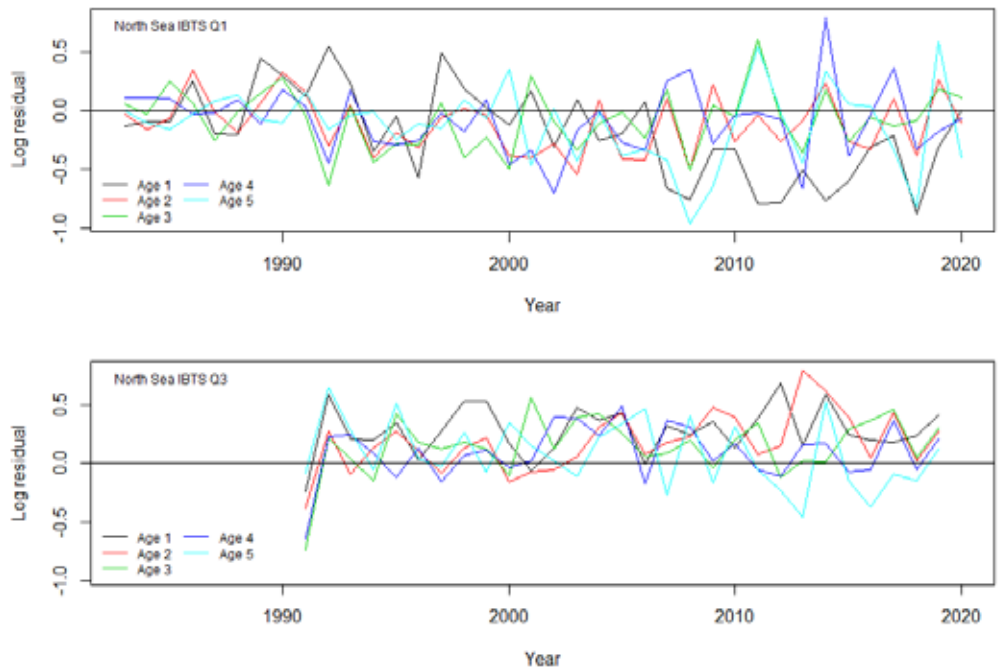 North Sea IBTS Q1
Log residual
0.5
0.0
-0.5
-1.0
Age 1 Age 4
Age 2 Age 5
Age 3
1990 2000 2010 2020
Year
North Sea IBTS Q3
Log residual
0.5
0.0
-0.5
-1.0
Age 1 Age 4
Age 2 Age 5
Age 3
1990 2000 2010 2020
Year